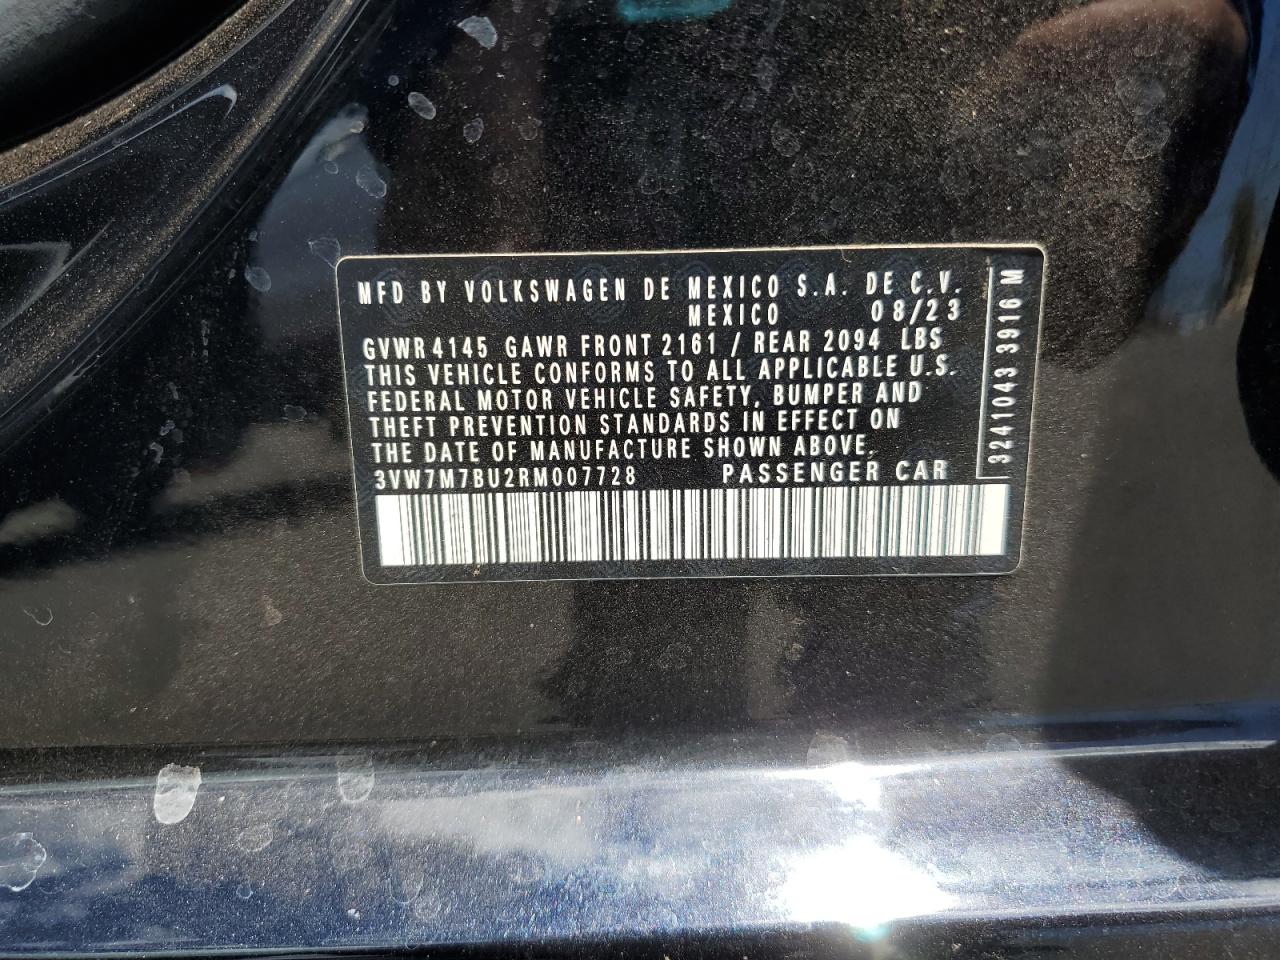 MFD BY VOLKSWAGEN DE MEXICO S.A. DE C.V.
MEXICO 08/23
GVWR 4145 GAWR FRONT 2161 / REAR 2094 LBS
THIS VEHICLE CONFORMS TO ALL APPLICABLE U.S.
FEDERAL MOTOR VEHICLE SAFETY, BUMPER AND
THEFT PREVENTION STANDARDS IN EFFECT ON
THE DATE OF MANUFACTURE SHOWN ABOVE.
3VW7M7BU2RM007728 PASSENGER CAR
3241043 3916 M